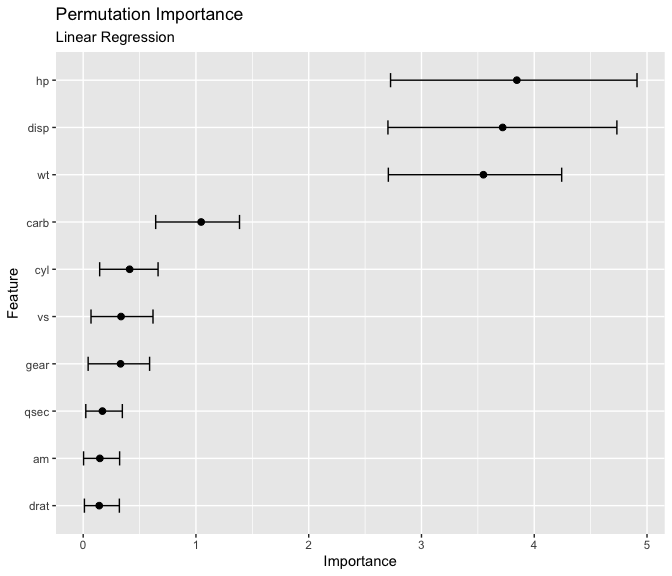 Permutation Importance
Linear Regression
Feature
hp
disp
wt
carb
cyl
vs
gear
qsec
am
drat
0 1 2 3 4 5
Importance